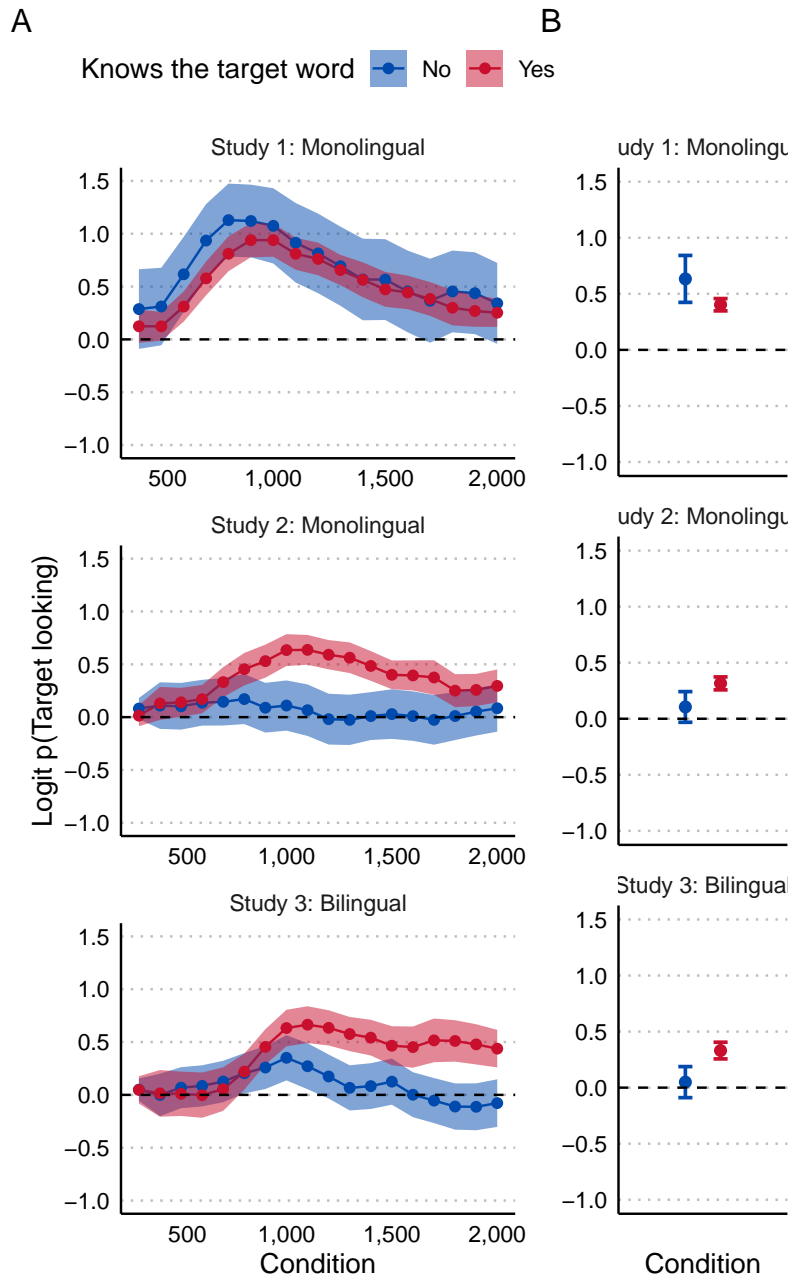 A
B
Knows the target word No Yes
Study 1: Monolingual
1.5
1.0
0.5
0.0
−0.5
−1.0
500 1,000 1,500 2,000
Study 2: Monolingual
1.5
1.0
0.5
0.0
−0.5
−1.0
500 1,000 1,500 2,000
Study 3: Bilingual
1.5
1.0
0.5
0.0
−0.5
−1.0
500 1,000 1,500 2,000
Condition
Logit p(Target looking)
udy 1: Monolingu
1.5
1.0
0.5
0.0
−0.5
−1.0
udy 2: Monolingu
1.5
1.0
0.5
0.0
−0.5
−1.0
Study 3: Bilingual
1.5
1.0
0.5
0.0
−0.5
−1.0
Condition